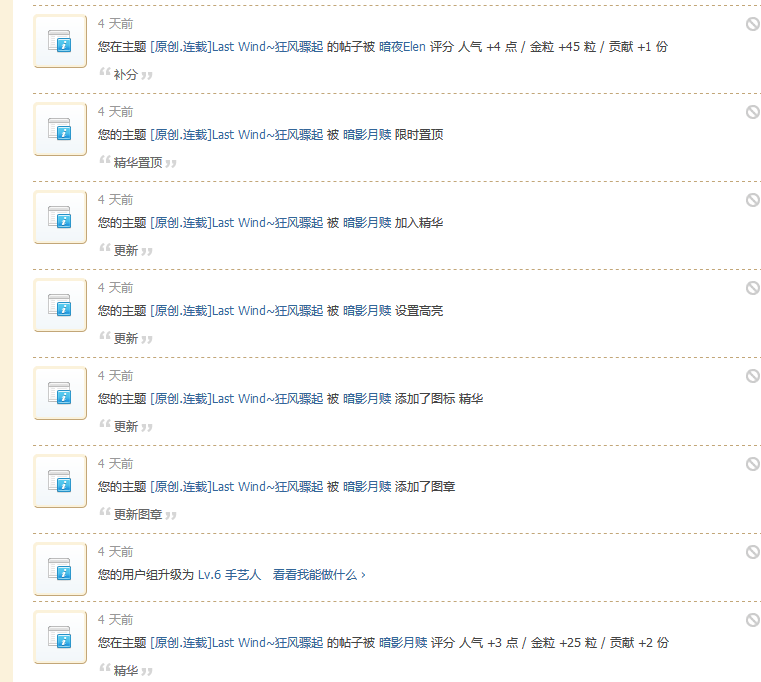 4 天前
您在主题 [原创.连载]Last Wind~狂风骤起 的帖子被 暗夜Elen 评分 人气 +4 点 / 金粒 +45 粒 / 贡献 +1 份
“ 补分 ”
4 天前
您的主题 [原创.连载]Last Wind~狂风骤起 被 暗影月赎 限时置顶
“ 精华置顶 ”
4 天前
您的主题 [原创.连载]Last Wind~狂风骤起 被 暗影月赎 加入精华
“ 更新 ”
4 天前
您的主题 [原创.连载]Last Wind~狂风骤起 被 暗影月赎 设置高亮
“ 更新 ”
4 天前
您的主题 [原创.连载]Last Wind~狂风骤起 被 暗影月赎 添加了图标 精华
“ 更新 ”
4 天前
您的主题 [原创.连载]Last Wind~狂风骤起 被 暗影月赎 添加了图章
“ 更新图章 ”
4 天前
您的用户组升级为 Lv.6 手艺人 看看我能做什么 ›
4 天前
您在主题 [原创.连载]Last Wind~狂风骤起 的帖子被 暗影月赎 评分 人气 +3 点 / 金粒 +25 粒 / 贡献 +2 份
“ 精华 ”